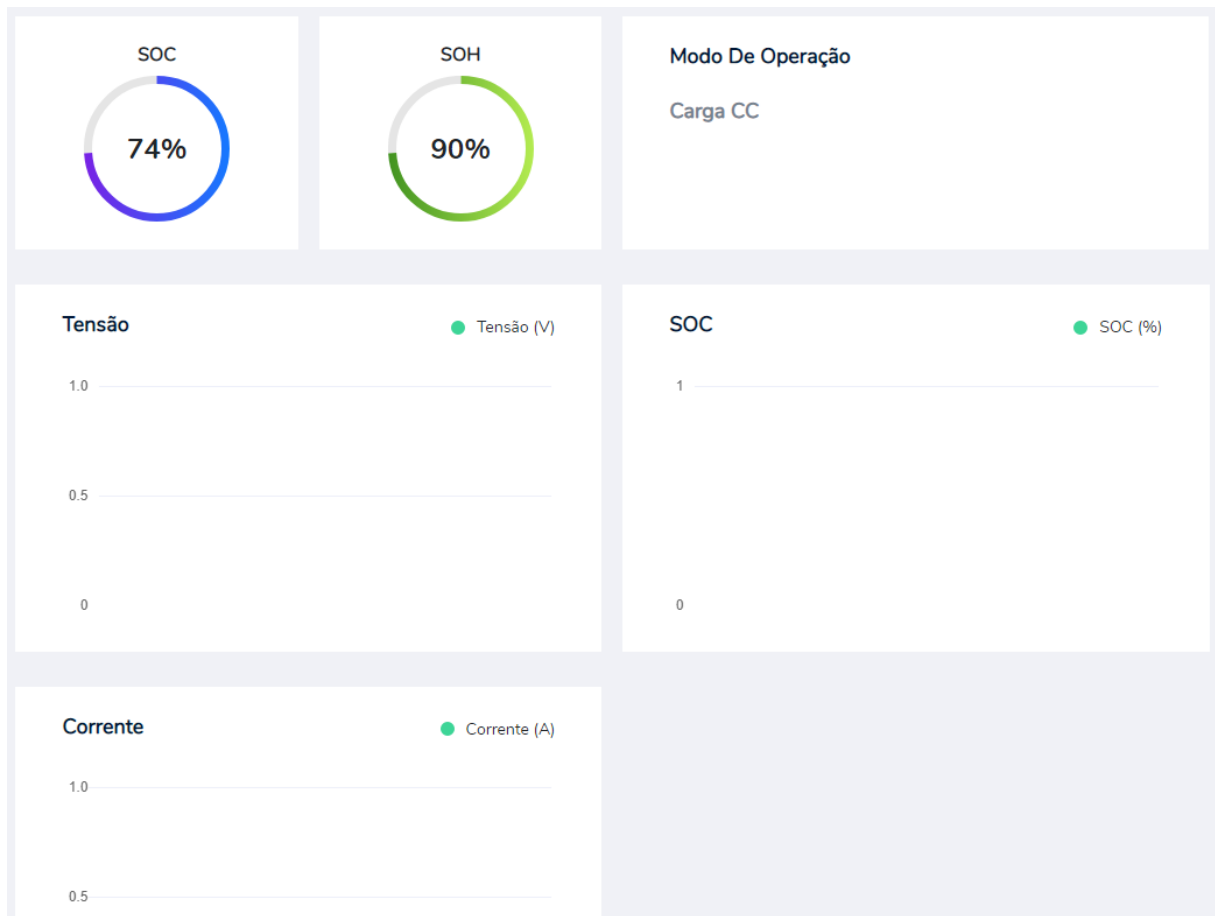 SOC
74%
SOH
90%
Modo De Operação
Carga CC
Tensão
Tensão (V)
1.0
0.5
0
SOC
SOC (%)
1
0
Corrente
Corrente (A)
1.0
0.5